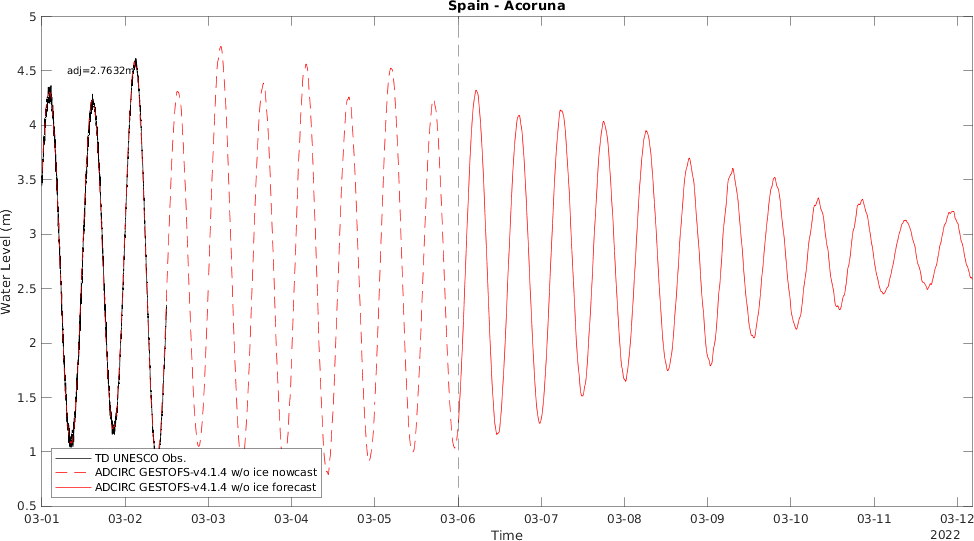 Spain - Acoruna
5
4.5
4
3.5
3
2.5
2
1.5
1
0.5
Water Level (m)
adj=2.7632m
TD UNESCO Obs.
ADCIRC GESTOFS-v4.1.4 w/o ice nowcast
ADCIRC GESTOFS-v4.1.4 w/o ice forecast
03-01 03-02 03-03 03-04 03-05 03-06 03-07 03-08 03-09 03-10 03-11 03-12
Time
2022